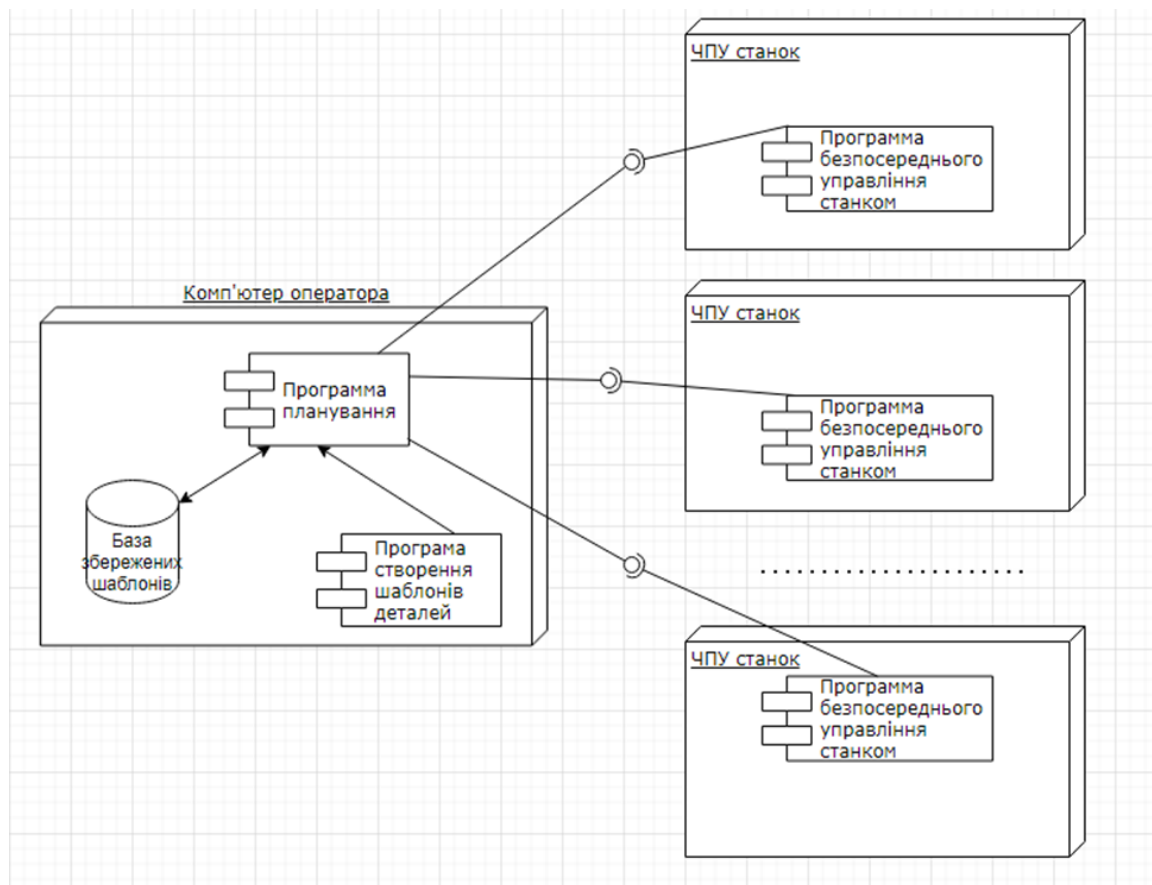 Комп'ютер оператора
Программа
планування
База
збережених
шаблонів
Програма
створення
шаблонів
деталей
ЧПУ станок
Программа
безпосереднього
управління
станком
ЧПУ станок
Программа
безпосереднього
управління
станком
ЧПУ станок
Программа
безпосереднього
управління
станком